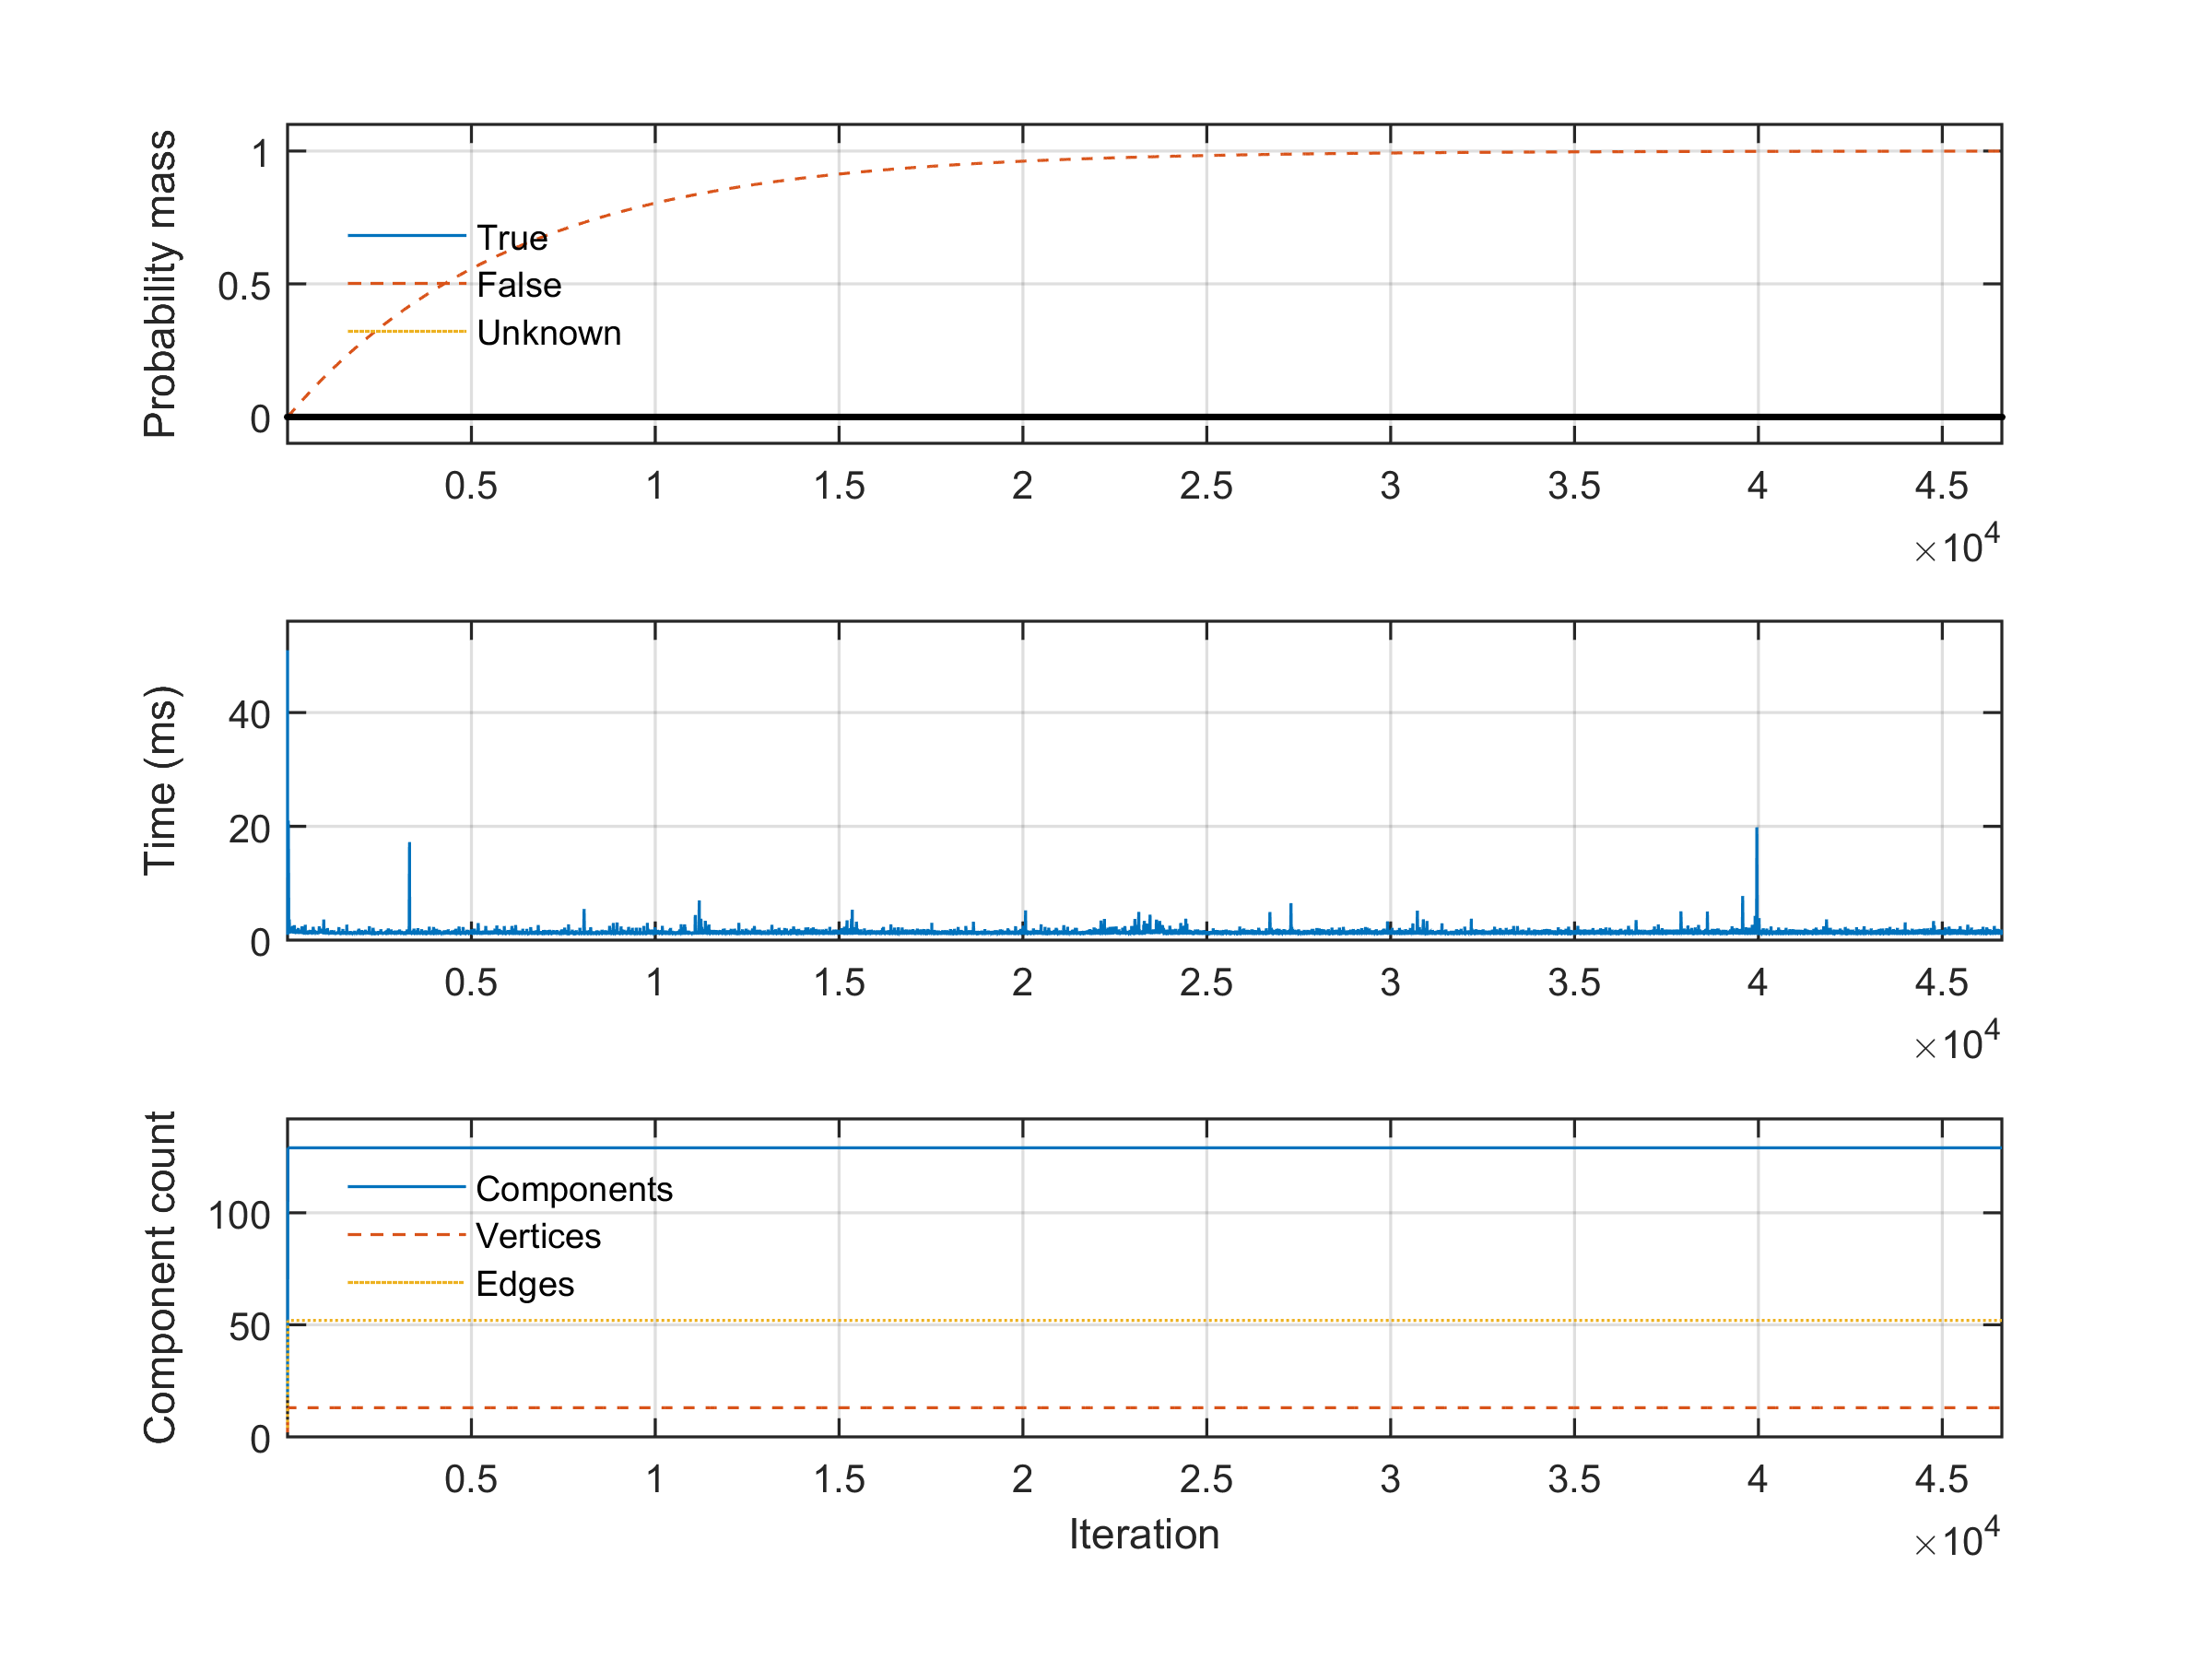 Probability mass
1
0.5
0
True
False
Unknown
0.5 1 1.5 2 2.5 3 3.5 4 4.5
×10^4
Time (ms)
40
20
0
0.5 1 1.5 2 2.5 3 3.5 4 4.5
×10^4
Component count
100
50
0
Components
Vertices
Edges
0.5 1 1.5 2 2.5 3 3.5 4 4.5
Iteration
×10^4